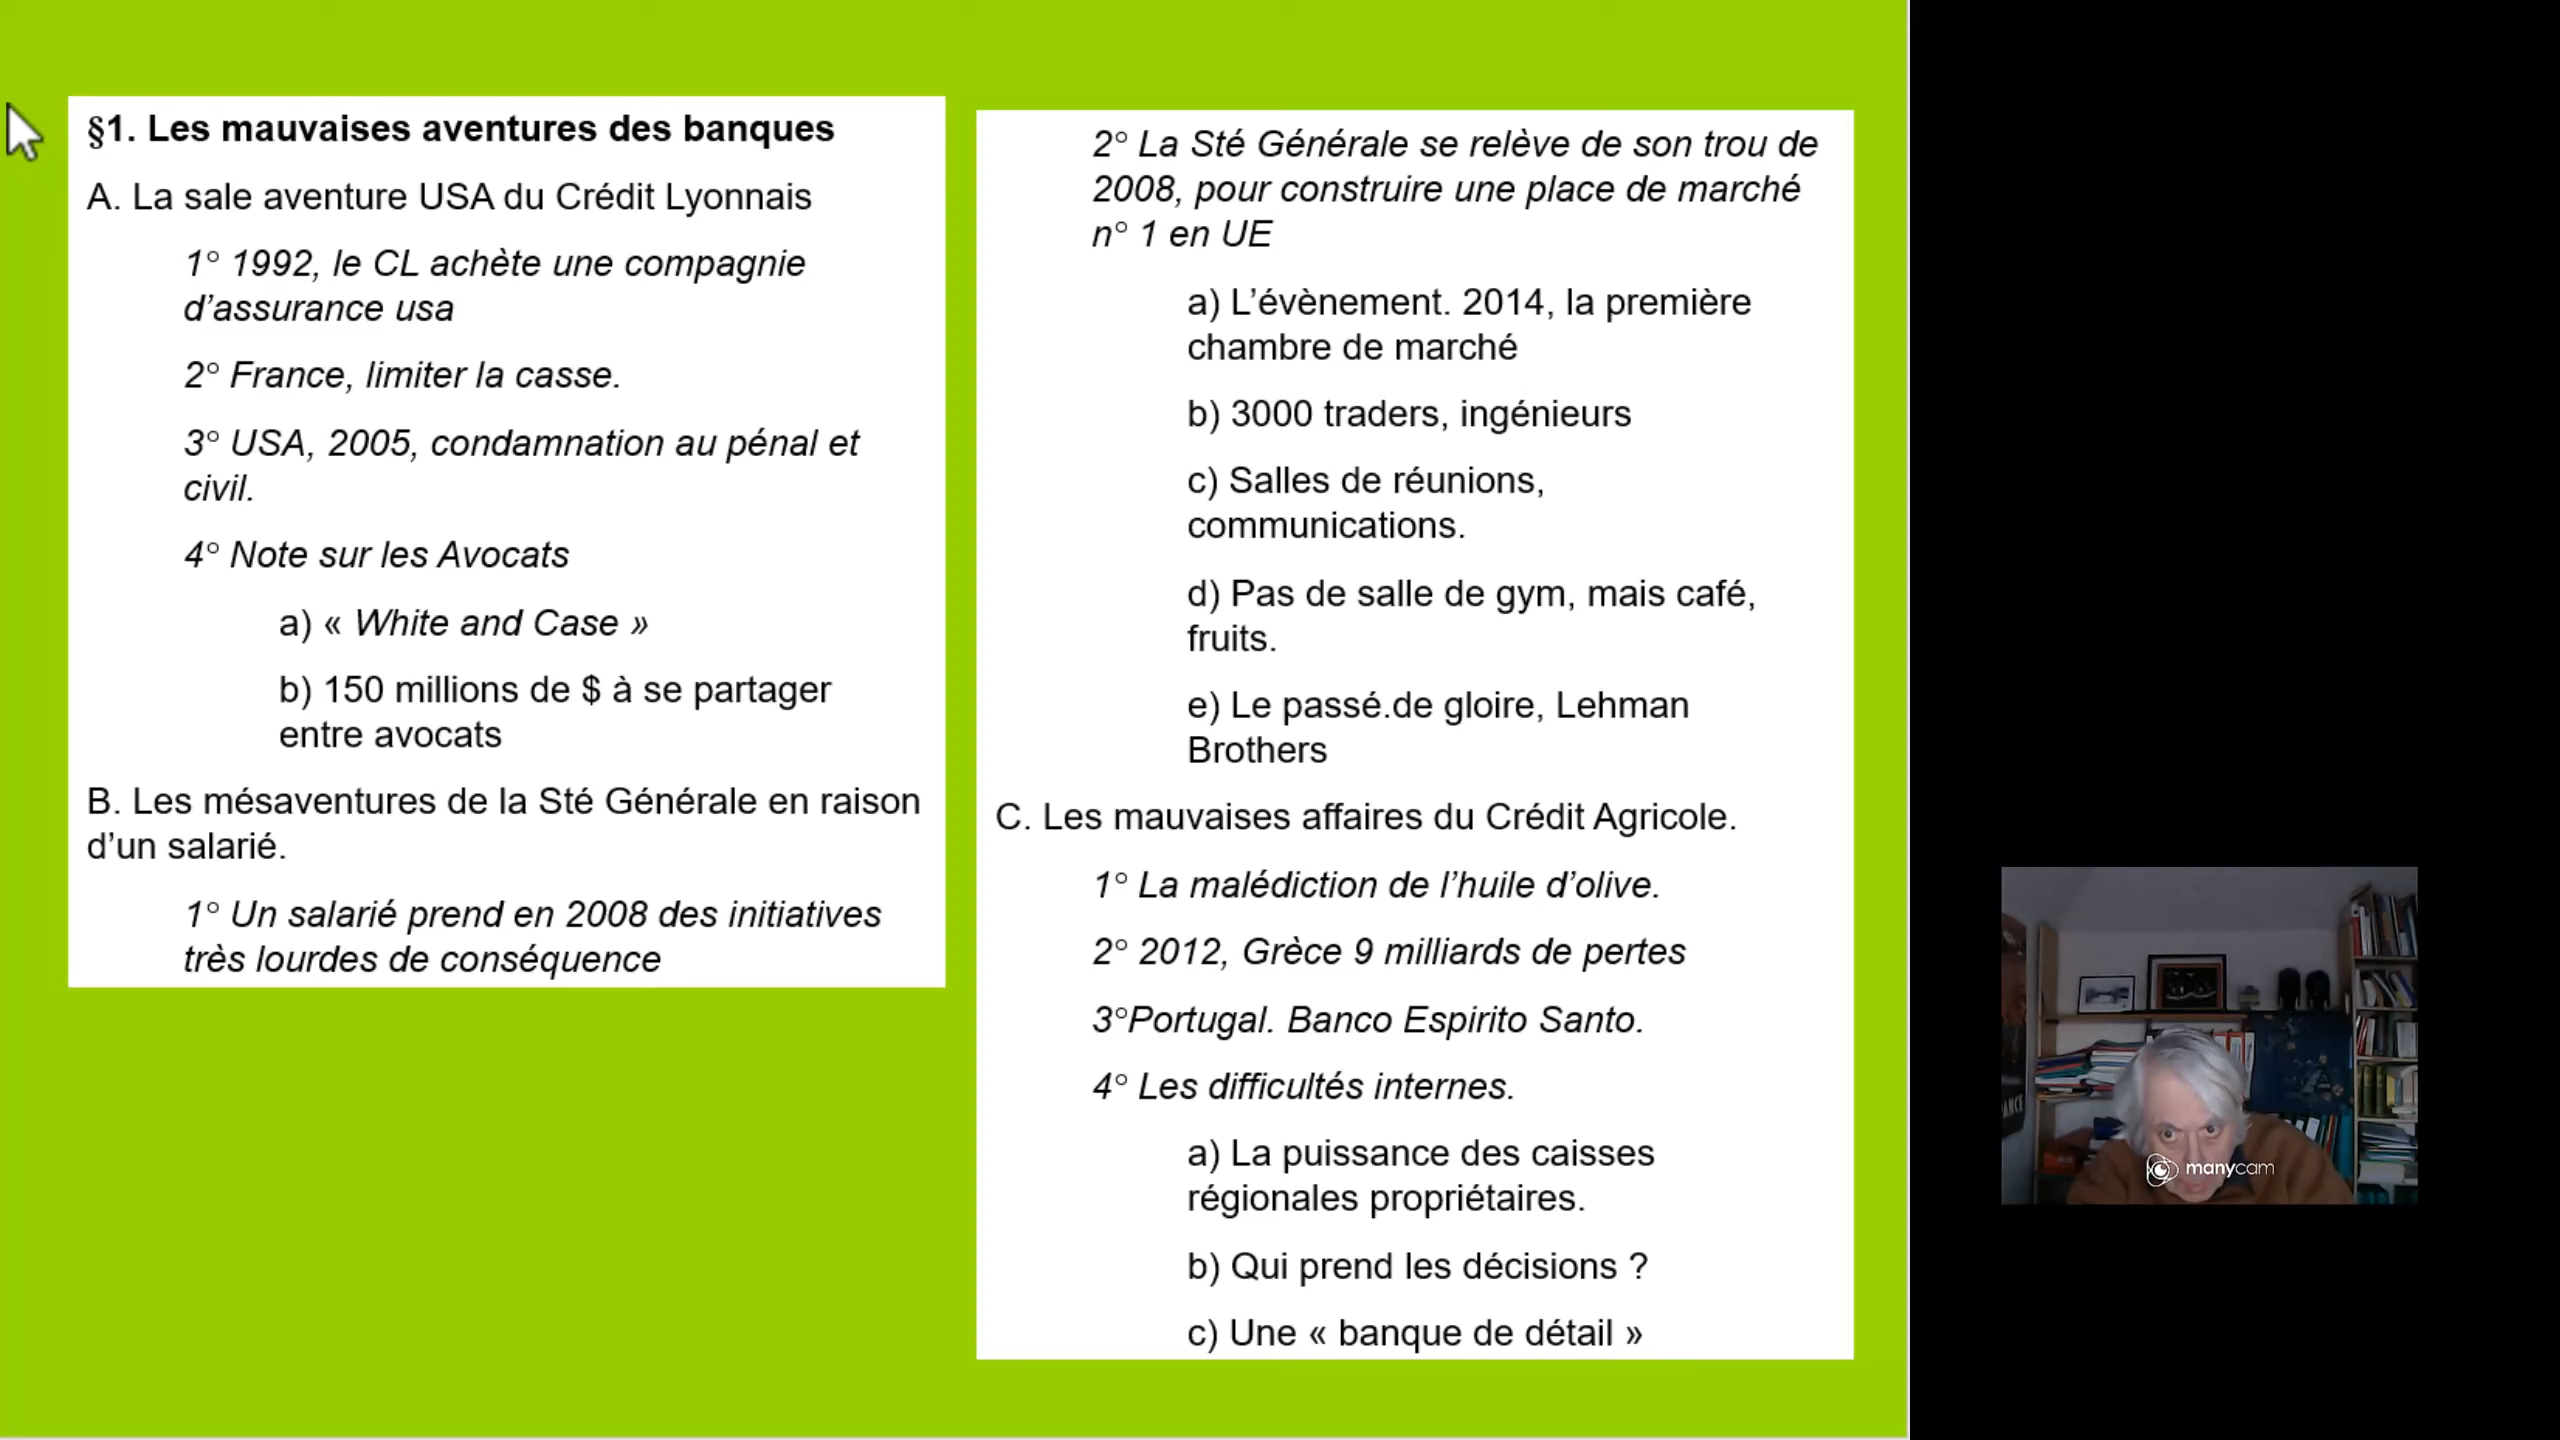 §1. Les mauvaises aventures des banques
A. La sale aventure USA du Crédit Lyonnais
1° 1992, le CL achète une compagnie
d’assurance usa
2° France, limiter la casse.
3° USA, 2005, condamnation au pénal et
civil.
4° Note sur les Avocats
a) « White and Case »
b) 150 millions de $ à se partager
entre avocats
B. Les mésaventures de la Sté Générale en raison
d’un salarié.
1° Un salarié prend en 2008 des initiatives
très lourdes de conséquence
2° La Sté Générale se relève de son trou de
2008, pour construire une place de marché
n° 1 en UE
a) L’évènement. 2014, la première
chambre de marché
b) 3000 traders, ingénieurs
c) Salles de réunions,
communications.
d) Pas de salle de gym, mais café,
fruits.
e) Le passé.de gloire, Lehman
Brothers
C. Les mauvaises affaires du Crédit Agricole.
1° La malédiction de l’huile d’olive.
2° 2012, Grèce 9 milliards de pertes
3°Portugal. Banco Espirito Santo.
4° Les difficultés internes.
a) La puissance des caisses
régionales propriétaires.
b) Qui prend les décisions ?
c) Une « banque de détail »
manycam